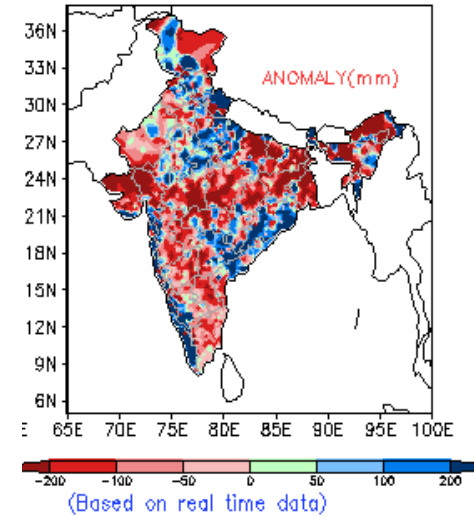 36N
33N
ANOMALY(mm)
30N
27N
24N
21N
18N
15N
12N
9N
6N
E 65E 70E 75E 80E 85E 90E 95E 100E
-200 -100 -50 0 50 100 200
(Based on real time data)